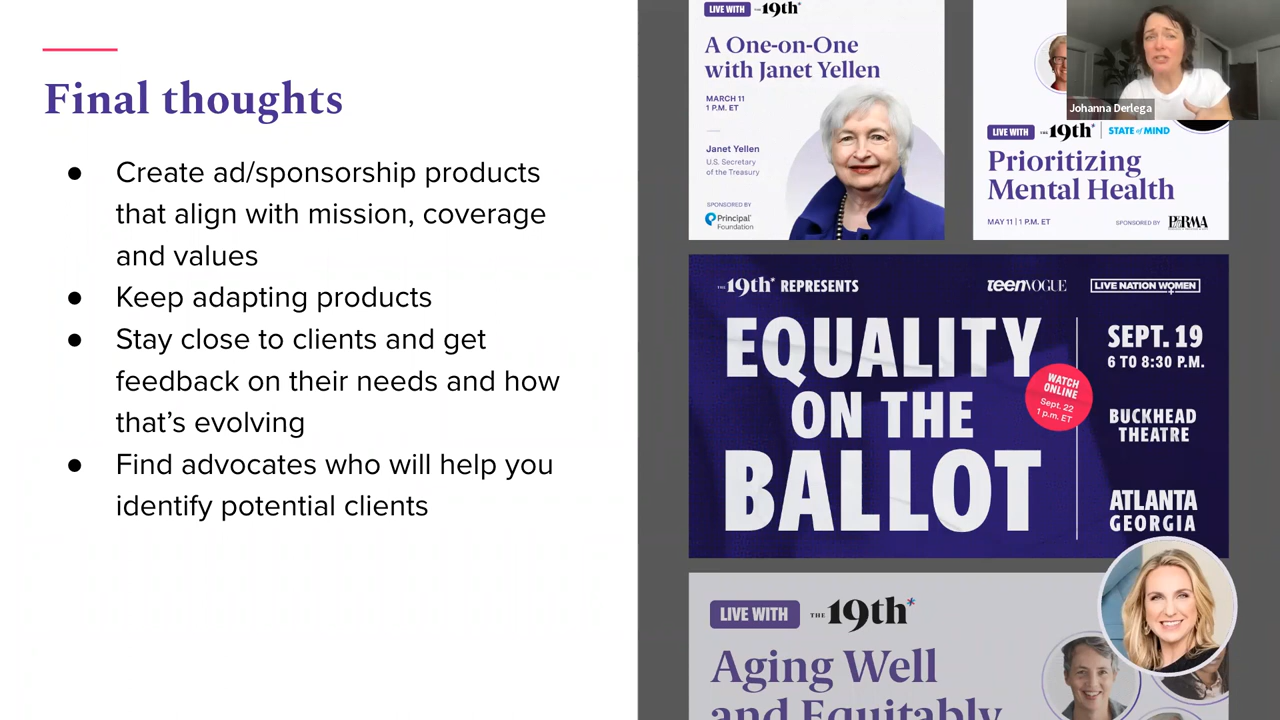 Final thoughts
● Create ad/sponsorship products
that align with mission, coverage
and values
● Keep adapting products
● Stay close to clients and get
feedback on their needs and how
that’s evolving
● Find advocates who will help you
identify potential clients
LIVE WITH THE 19th*
A One-on-One
with Janet Yellen
MARCH 11
1 P.M. ET
Janet Yellen
U.S. Secretary
of the Treasury
SPONSORED BY
Principal®
Foundation
Johanna Derlega
LIVE WITH THE 19th* | STATE of MIND
Prioritizing
Mental Health
MAY 11 | 1 P.M. ET SPONSORED BY PhRMA
THE 19th* REPRESENTS teenVOGUE LIVE NATION WOMEN
EQUALITY
ON THE
BALLOT
WATCH
ONLINE
Sept. 22
1 p.m. ET
SEPT. 19
6 TO 8:30 P.M.
BUCKHEAD
THEATRE
ATLANTA
GEORGIA
LIVE WITH THE 19th*
Aging Well
and Equitably